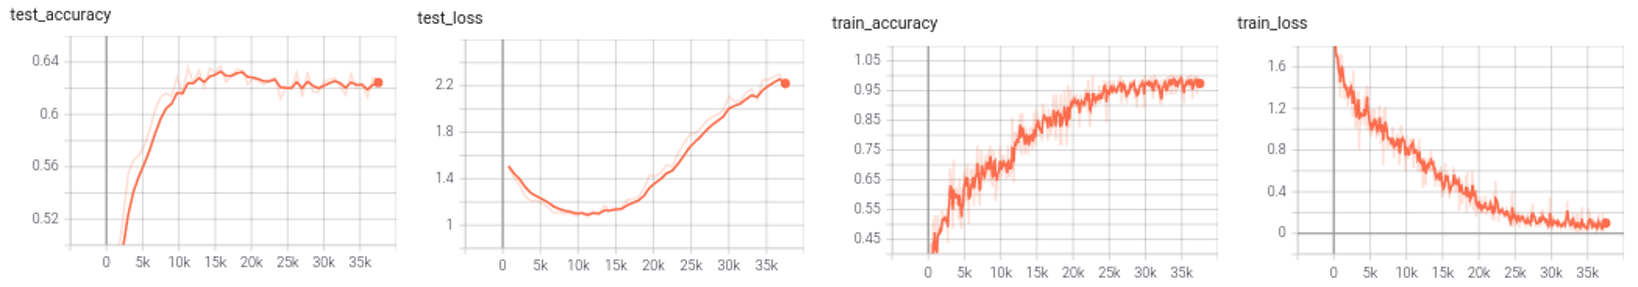 test_accuracy
0.64
0.6
0.56
0.52
0 5k 10k 15k 20k 25k 30k 35k
test_loss
2.2
1.8
1.4
1
0 5k 10k 15k 20k 25k 30k 35k
train_accuracy
1.05
0.95
0.85
0.75
0.65
0.55
0.45
0 5k 10k 15k 20k 25k 30k 35k
train_loss
1.6
1.2
0.8
0.4
0
0 5k 10k 15k 20k 25k 30k 35k